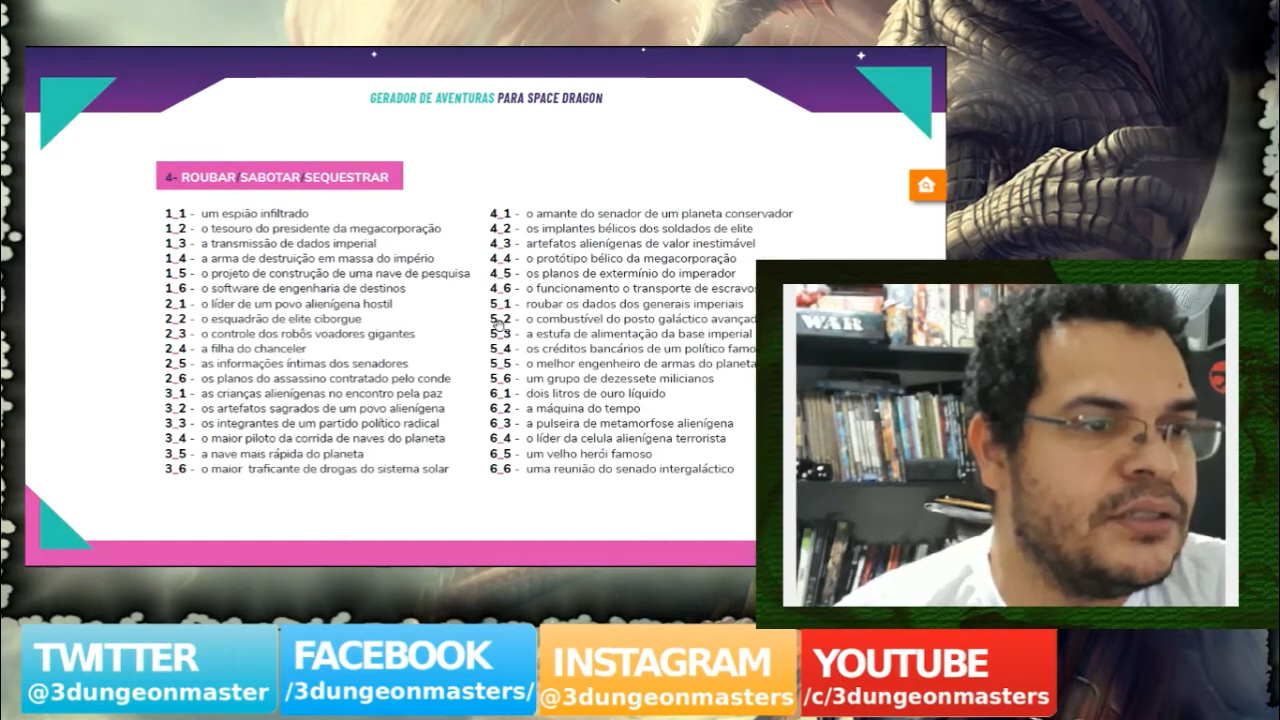 GERADOR DE AVENTURAS PARA SPACE DRAGON
4- ROUBAR/SABOTAR/SEQUESTRAR
1_1 - um espião infiltrado
1_2 - o tesouro do presidente da megacorporação
1_3 - a transmissão de dados imperial
1_4 - a arma de destruição em massa do império
1_5 - o projeto de construção de uma nave de pesquisa
1_6 - o software de engenharia de destinos
2_1 - o líder de um povo alienígena hostil
2_2 - o esquadrão de elite ciborgue
2_3 - o controle dos robôs voadores gigantes
2_4 - a filha do chanceler
2_5 - as informações íntimas dos senadores
2_6 - os planos do assassino contratado pelo conde
3_1 - as crianças alienígenas no encontro pela paz
3_2 - os artefatos sagrados de um povo alienígena
3_3 - os integrantes de um partido político radical
3_4 - o maior piloto da corrida de naves do planeta
3_5 - a nave mais rápida do planeta
3_6 - o maior traficante de drogas do sistema solar
4_1 - o amante do senador de um planeta conservador
4_2 - os implantes bélicos dos soldados de elite
4_3 - artefatos alienígenas de valor inestimável
4_4 - o protótipo bélico da megacorporação
4_5 - os planos de extermínio do imperador
4_6 - o funcionamento o transporte de escravos
5_1 - roubar os dados dos generais imperiais
5_2 - o combustível do posto galáctico avançad
5_3 - a estufa de alimentação da base imperial
5_4 - os créditos bancários de um político famo
5_5 - o melhor engenheiro de armas do planeta
5_6 - um grupo de dezessete milicianos
6_1 - dois litros de ouro líquido
6_2 - a máquina do tempo
6_3 - a pulseira de metamorfose alienígena
6_4 - o líder da celula alienígena terrorista
6_5 - um velho herói famoso
6_6 - uma reunião do senado intergaláctico
WAR
TWITTER
@3dungeonmaster
FACEBOOK
/3dungeonmasters/
INSTAGRAM
@3dungeonmasters
YOUTUBE
/c/3dungeonmasters